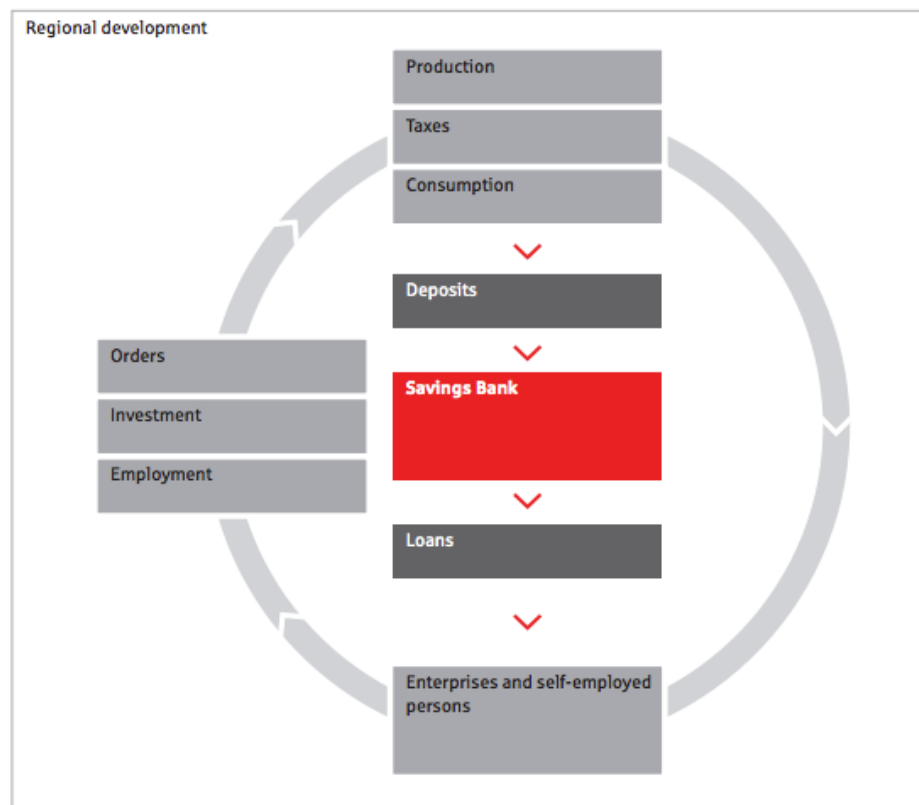 Regional development
Production
Taxes
Consumption
Deposits
Orders
Savings Bank
Investment
Employment
Loans
Enterprises and self-employed
persons